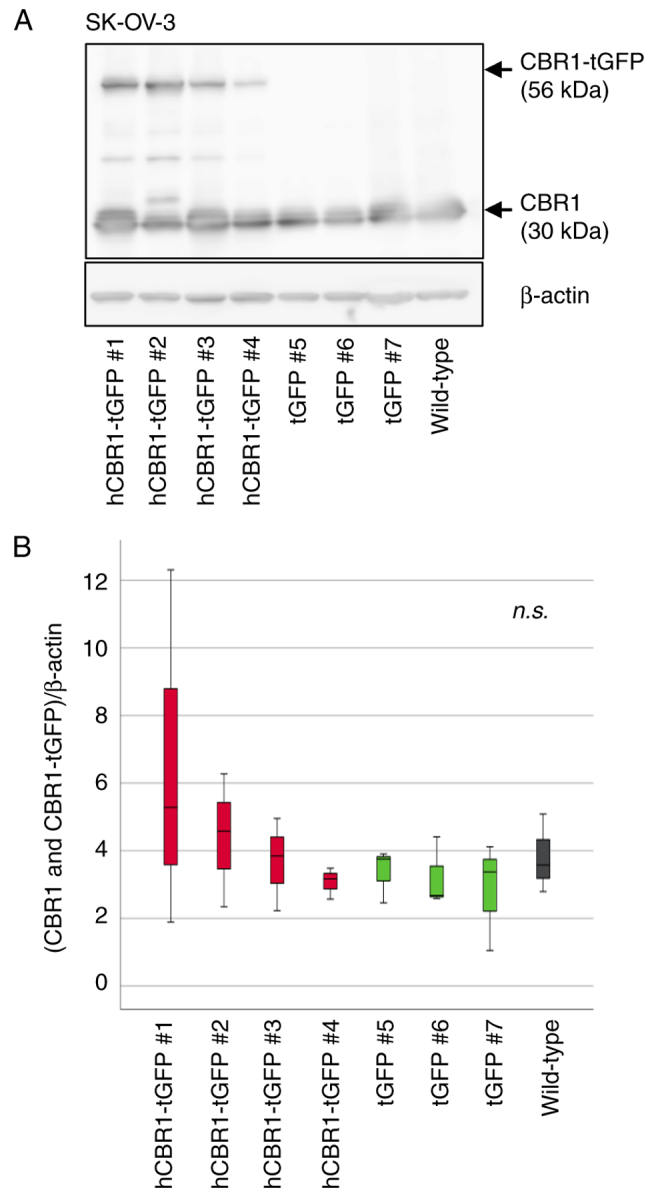 A
SK-OV-3
CBR1-tGFP
(56 kDa)
CBR1
(30 kDa)
β-actin
hCBR1-tGFP #1
hCBR1-tGFP #2
hCBR1-tGFP #3
hCBR1-tGFP #4
tGFP #5
tGFP #6
tGFP #7
Wild-type
B
(CBR1 and CBR1-tGFP)/β-actin
12
10
8
6
4
2
0
n.s.
hCBR1-tGFP #1
hCBR1-tGFP #2
hCBR1-tGFP #3
hCBR1-tGFP #4
tGFP #5
tGFP #6
tGFP #7
Wild-type